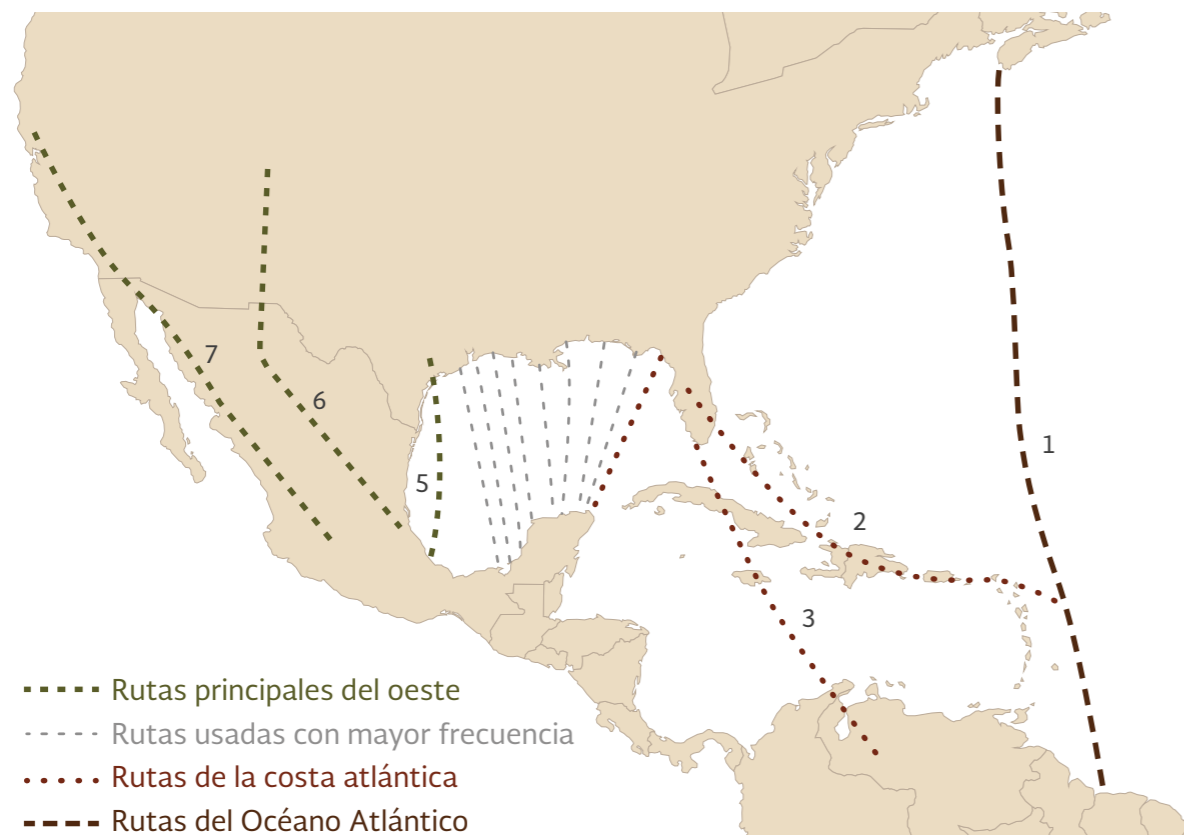 7
6
5
1
2
3
Rutas principales del oeste
Rutas usadas con mayor frecuencia
Rutas de la costa atlántica
Rutas del Océano Atlántico